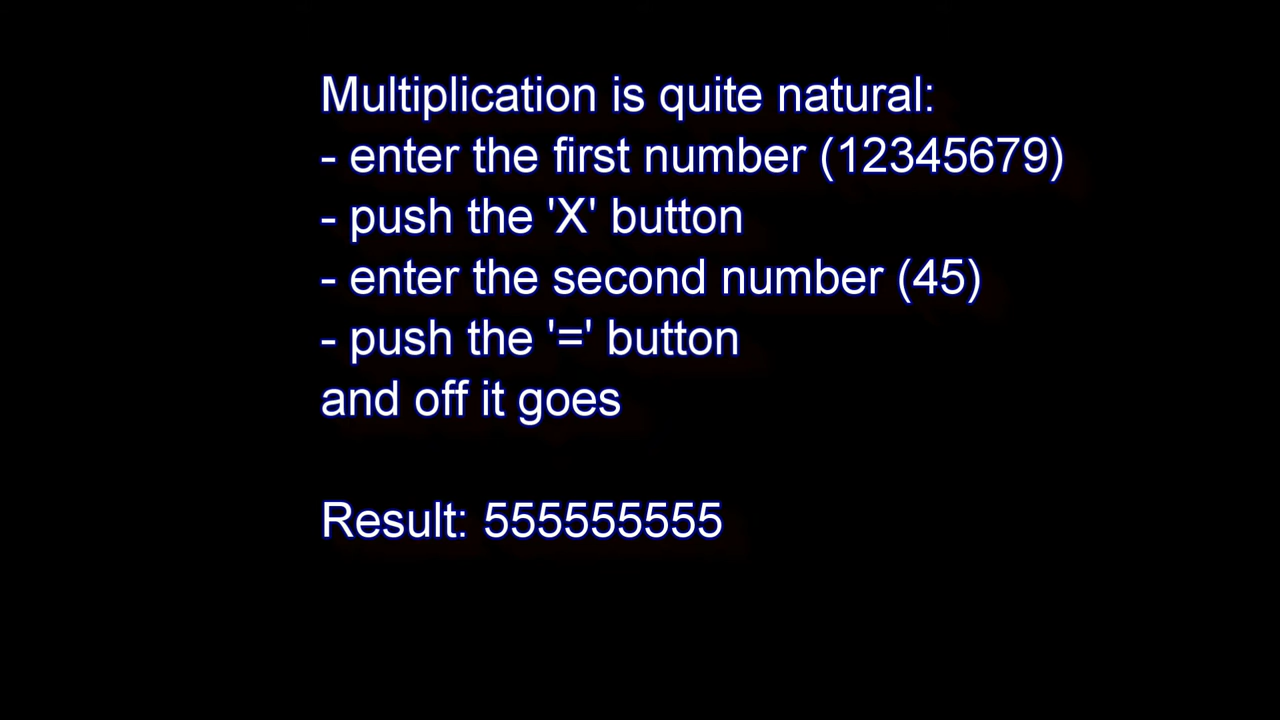 Multiplication is quite natural:
- enter the first number (12345679)
- push the 'X' button
- enter the second number (45)
- push the '=' button
and off it goes
Result: 555555555